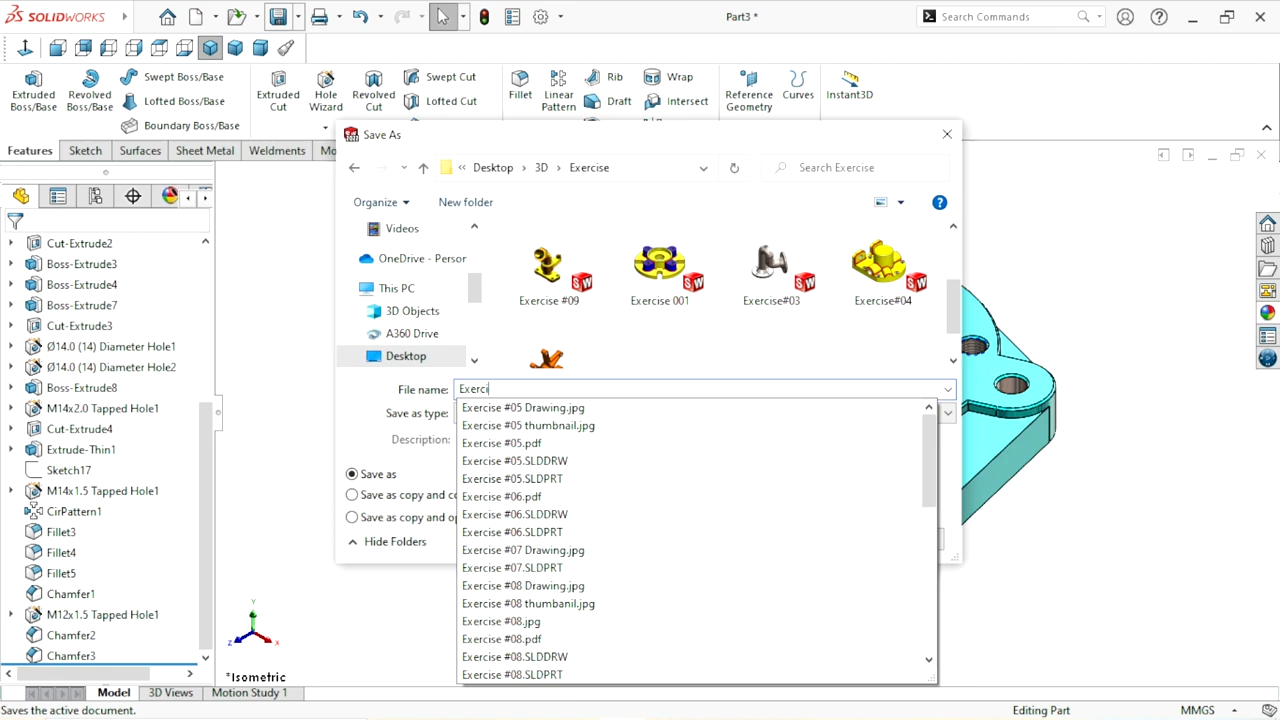 SOLIDWORKS
Part3 *
Search Commands
Extruded Boss/Base
Revolved Boss/Base
Swept Boss/Base
Lofted Boss/Base
Boundary Boss/Base
Extruded Cut
Hole Wizard
Revolved Cut
Swept Cut
Lofted Cut
Fillet
Linear Pattern
Rib
Draft
Wrap
Intersect
Reference Geometry
Curves
Instant3D
Features
Sketch
Surfaces
Sheet Metal
Weldments
Mo
Cut-Extrude2
Boss-Extrude3
Boss-Extrude4
Boss-Extrude7
Cut-Extrude3
Ø14.0 (14) Diameter Hole1
Ø14.0 (14) Diameter Hole2
Boss-Extrude8
M14x2.0 Tapped Hole1
Cut-Extrude4
Extrude-Thin1
Sketch17
M14x1.5 Tapped Hole1
CirPattern1
Fillet3
Fillet4
Fillet5
Chamfer1
M12x1.5 Tapped Hole1
Chamfer2
Chamfer3
Save As
« Desktop › 3D › Exercise
Search Exercise
Organize
New folder
Videos
OneDrive - Person
This PC
3D Objects
A360 Drive
Desktop
Exercise #09
Exercise 001
Exercise#03
Exercise#04
File name: Exerci
Save as type:
Description:
Save as
Save as copy and co
Save as copy and op
Hide Folders
Exercise #05 Drawing.jpg
Exercise #05 thumbnail.jpg
Exercise #05.pdf
Exercise #05.SLDDRW
Exercise #05.SLDPRT
Exercise #06.pdf
Exercise #06.SLDDRW
Exercise #06.SLDPRT
Exercise #07 Drawing.jpg
Exercise #07.SLDPRT
Exercise #08 Drawing.jpg
Exercise #08 thumbanil.jpg
Exercise #08.jpg
Exercise #08.pdf
Exercise #08.SLDDRW
Exercise #08.SLDPRT
Y
Z
X
*Isometric
Model
3D Views
Motion Study 1
Saves the active document.
Editing Part
MMGS